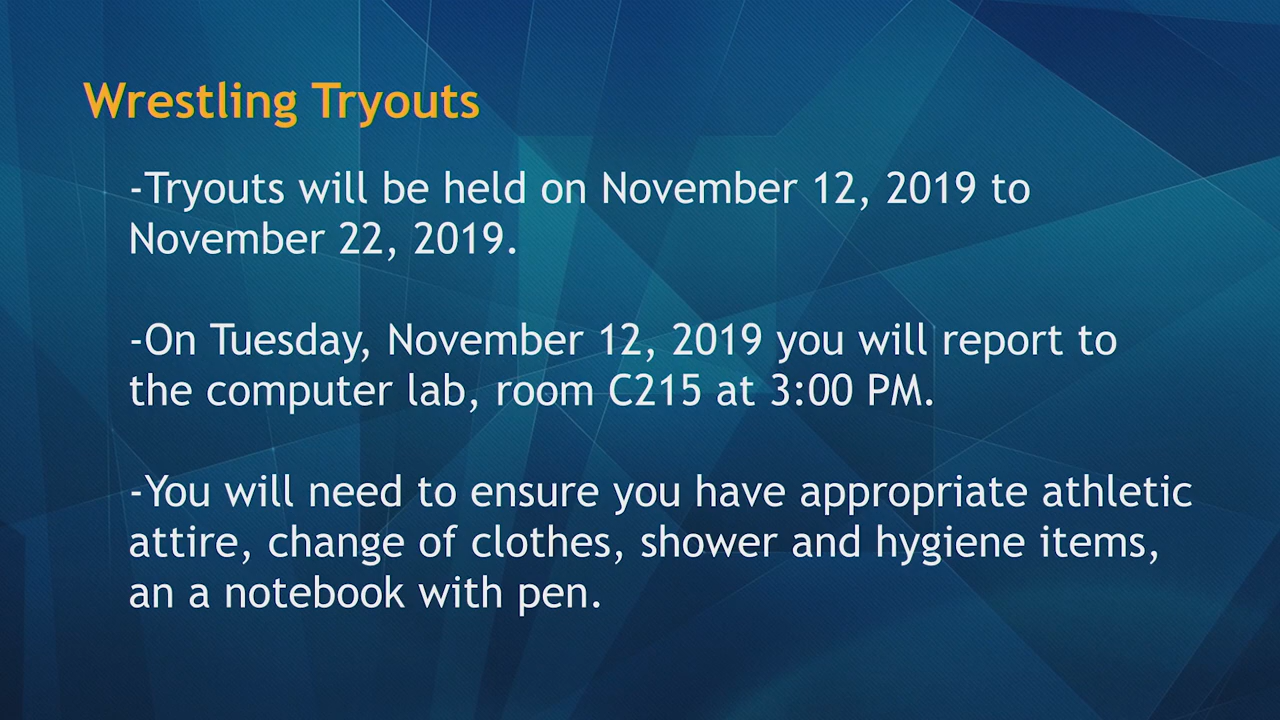 Wrestling Tryouts
-Tryouts will be held on November 12, 2019 to
November 22, 2019.
-On Tuesday, November 12, 2019 you will report to
the computer lab, room C215 at 3:00 PM.
-You will need to ensure you have appropriate athletic
attire, change of clothes, shower and hygiene items,
an a notebook with pen.